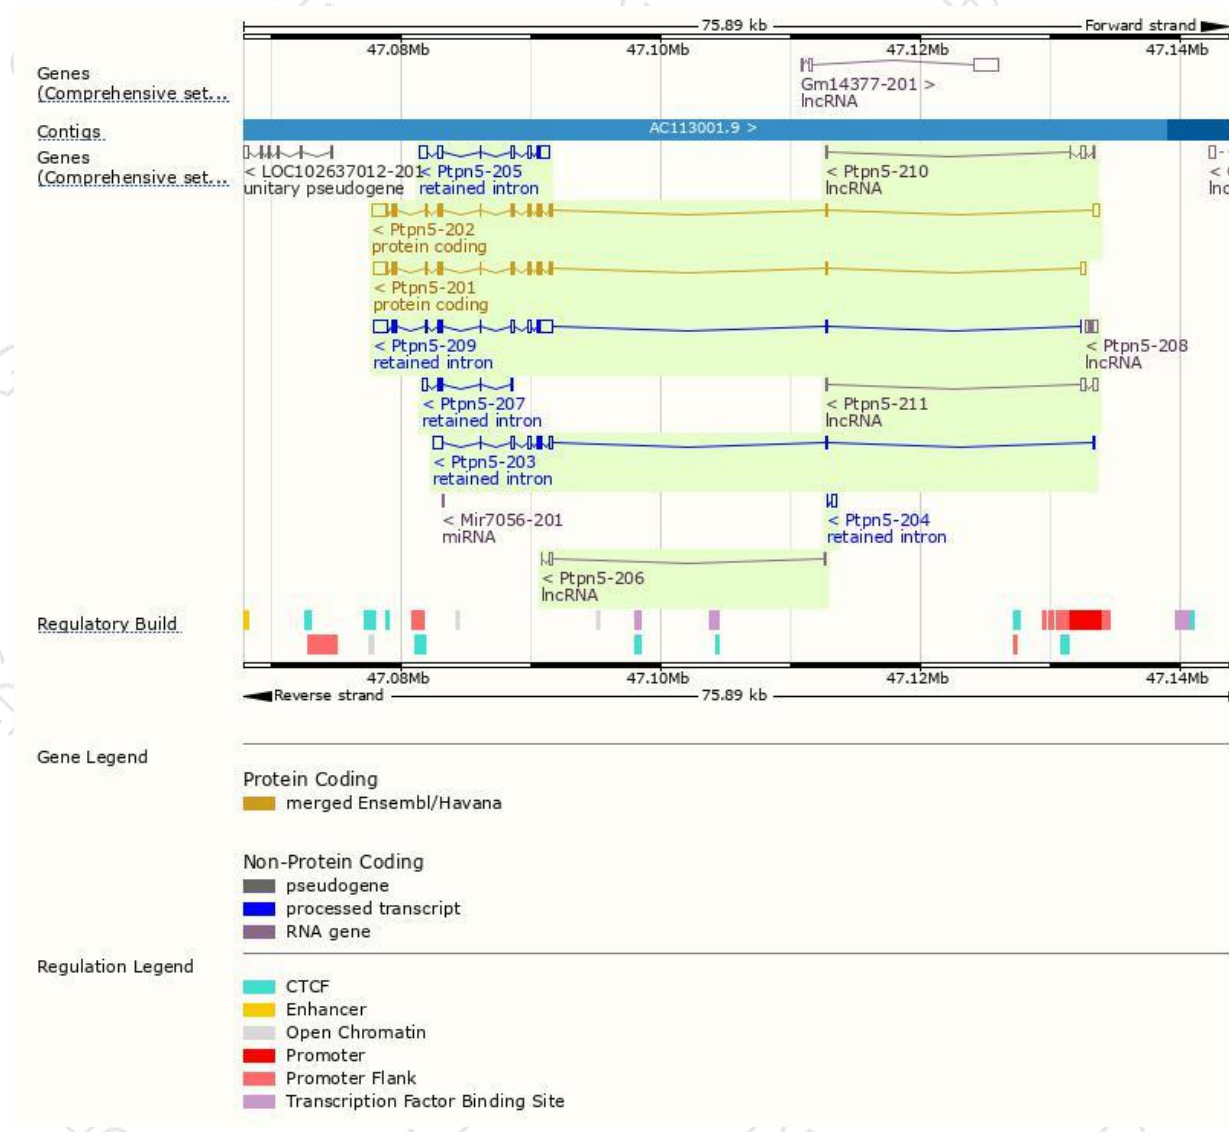 75.89 kb Forward strand
47.08Mb 47.10Mb 47.12Mb 47.14Mb
Genes
(Comprehensive set...
Gm14377-201 >
lncRNA
Contigs
AC113001.9 >
Genes
(Comprehensive set...
< LOC102637012-201
unitary pseudogene
< Ptpn5-205
retained intron
< Ptpn5-210
lncRNA
<
lnc
< Ptpn5-202
protein coding
< Ptpn5-201
protein coding
< Ptpn5-209
retained intron
< Ptpn5-208
lncRNA
< Ptpn5-207
retained intron
< Ptpn5-211
lncRNA
< Ptpn5-203
retained intron
< Mir7056-201
miRNA
< Ptpn5-204
retained intron
< Ptpn5-206
lncRNA
Regulatory Build
47.08Mb 47.10Mb 47.12Mb 47.14Mb
Reverse strand 75.89 kb
Gene Legend
Protein Coding
merged Ensembl/Havana
Non-Protein Coding
pseudogene
processed transcript
RNA gene
Regulation Legend
CTCF
Enhancer
Open Chromatin
Promoter
Promoter Flank
Transcription Factor Binding Site